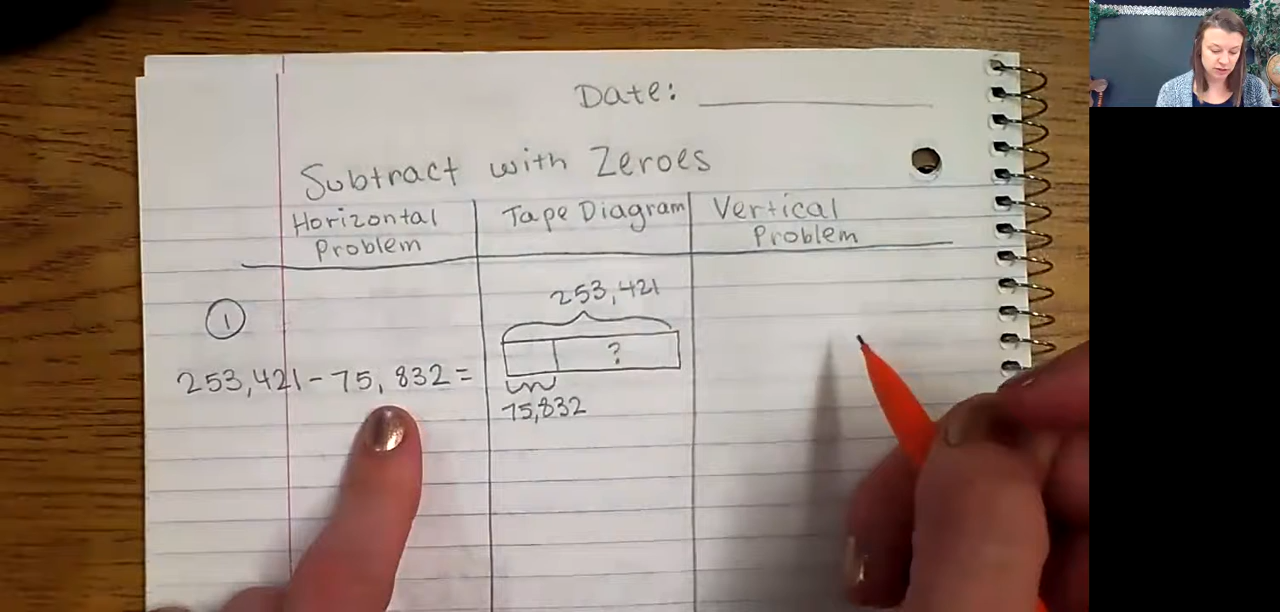 Date:
Subtract with Zeroes
Horizontal Problem
Tape Diagram
Vertical Problem
1
253,421 - 75,832 =
253,421
?
75,832